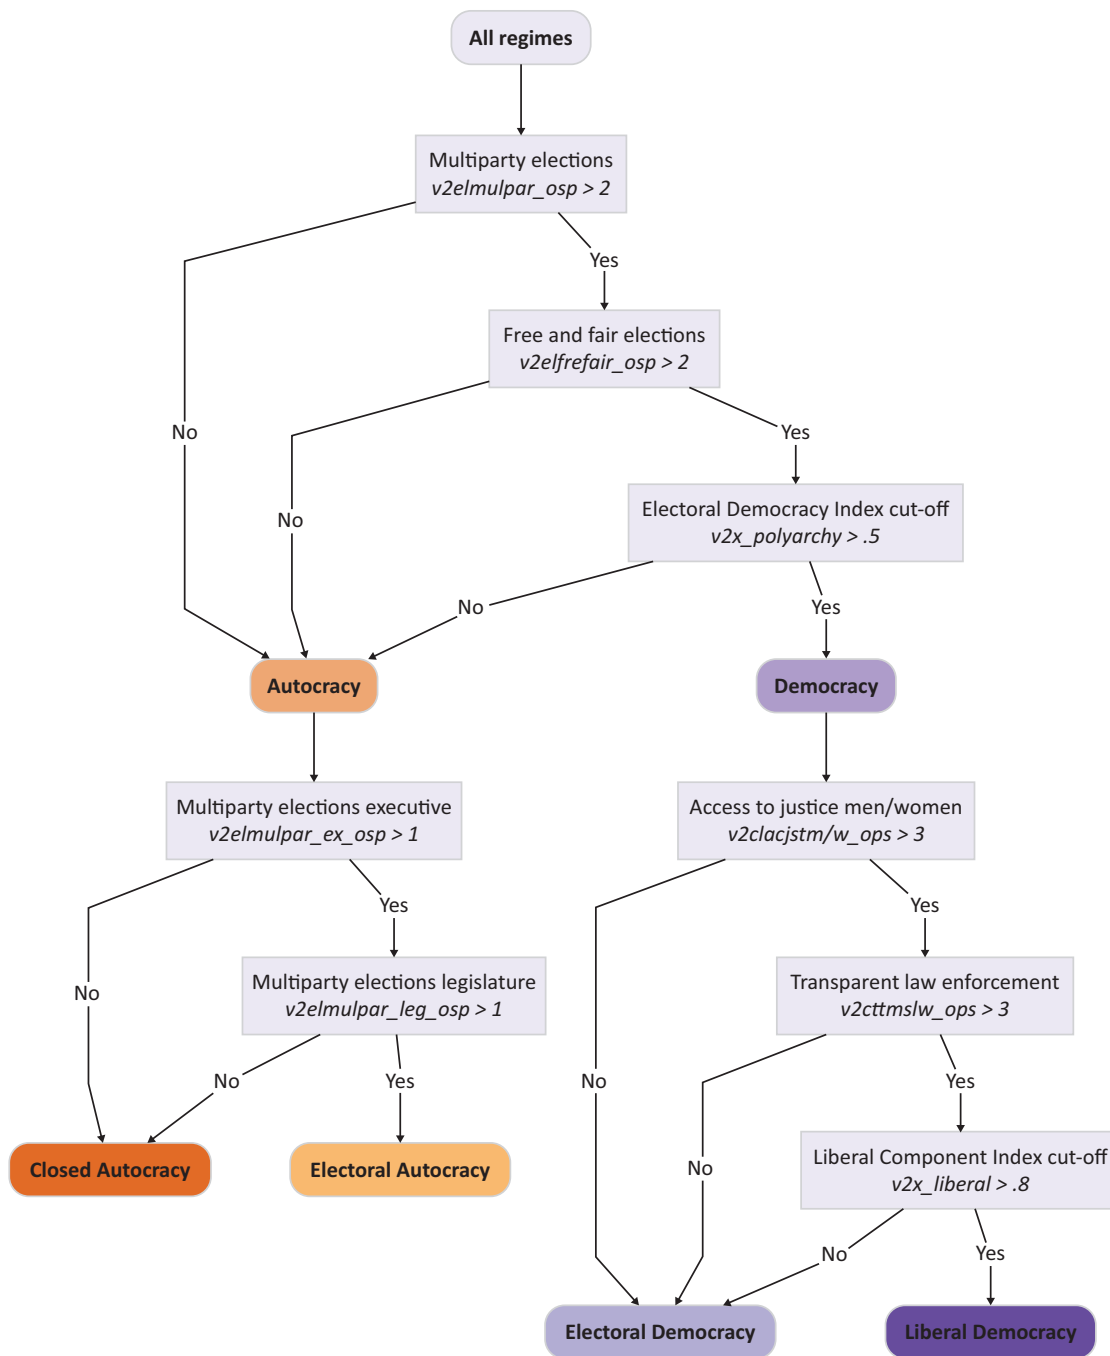 All regimes
Multiparty elections
v2elmulpar_osp > 2
Yes
Free and fair elections
v2elfrefair_osp > 2
No
Yes
Electoral Democracy Index cut-off
v2x_polyarchy > .5
No
No
Yes
Autocracy
Democracy
Multiparty elections executive
v2elmulpar_ex_osp > 1
Access to justice men/women
v2clacjstm/w_ops > 3
Yes
Yes
Multiparty elections legislature
v2elmulpar_leg_osp > 1
Transparent law enforcement
v2cttmslw_ops > 3
No
No
Yes
No
Yes
Closed Autocracy
Electoral Autocracy
Liberal Component Index cut-off
v2x_liberal > .8
No
No
Yes
Electoral Democracy
Liberal Democracy